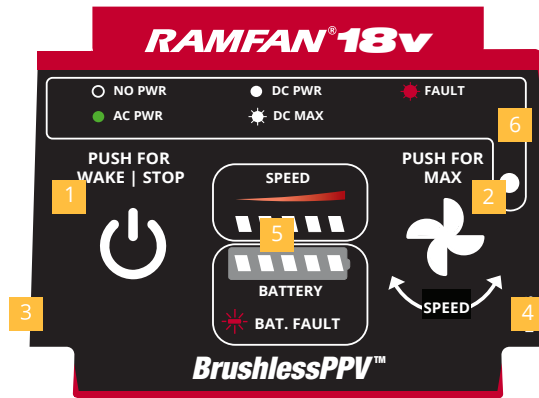 RAMFAN® 18v
NO PWR
DC PWR
FAULT
AC PWR
DC MAX
6
PUSH FOR
WAKE | STOP
1
SPEED
PUSH FOR
MAX
2
5
BATTERY
BAT. FAULT
3
SPEED
4
BrushlessPPV™